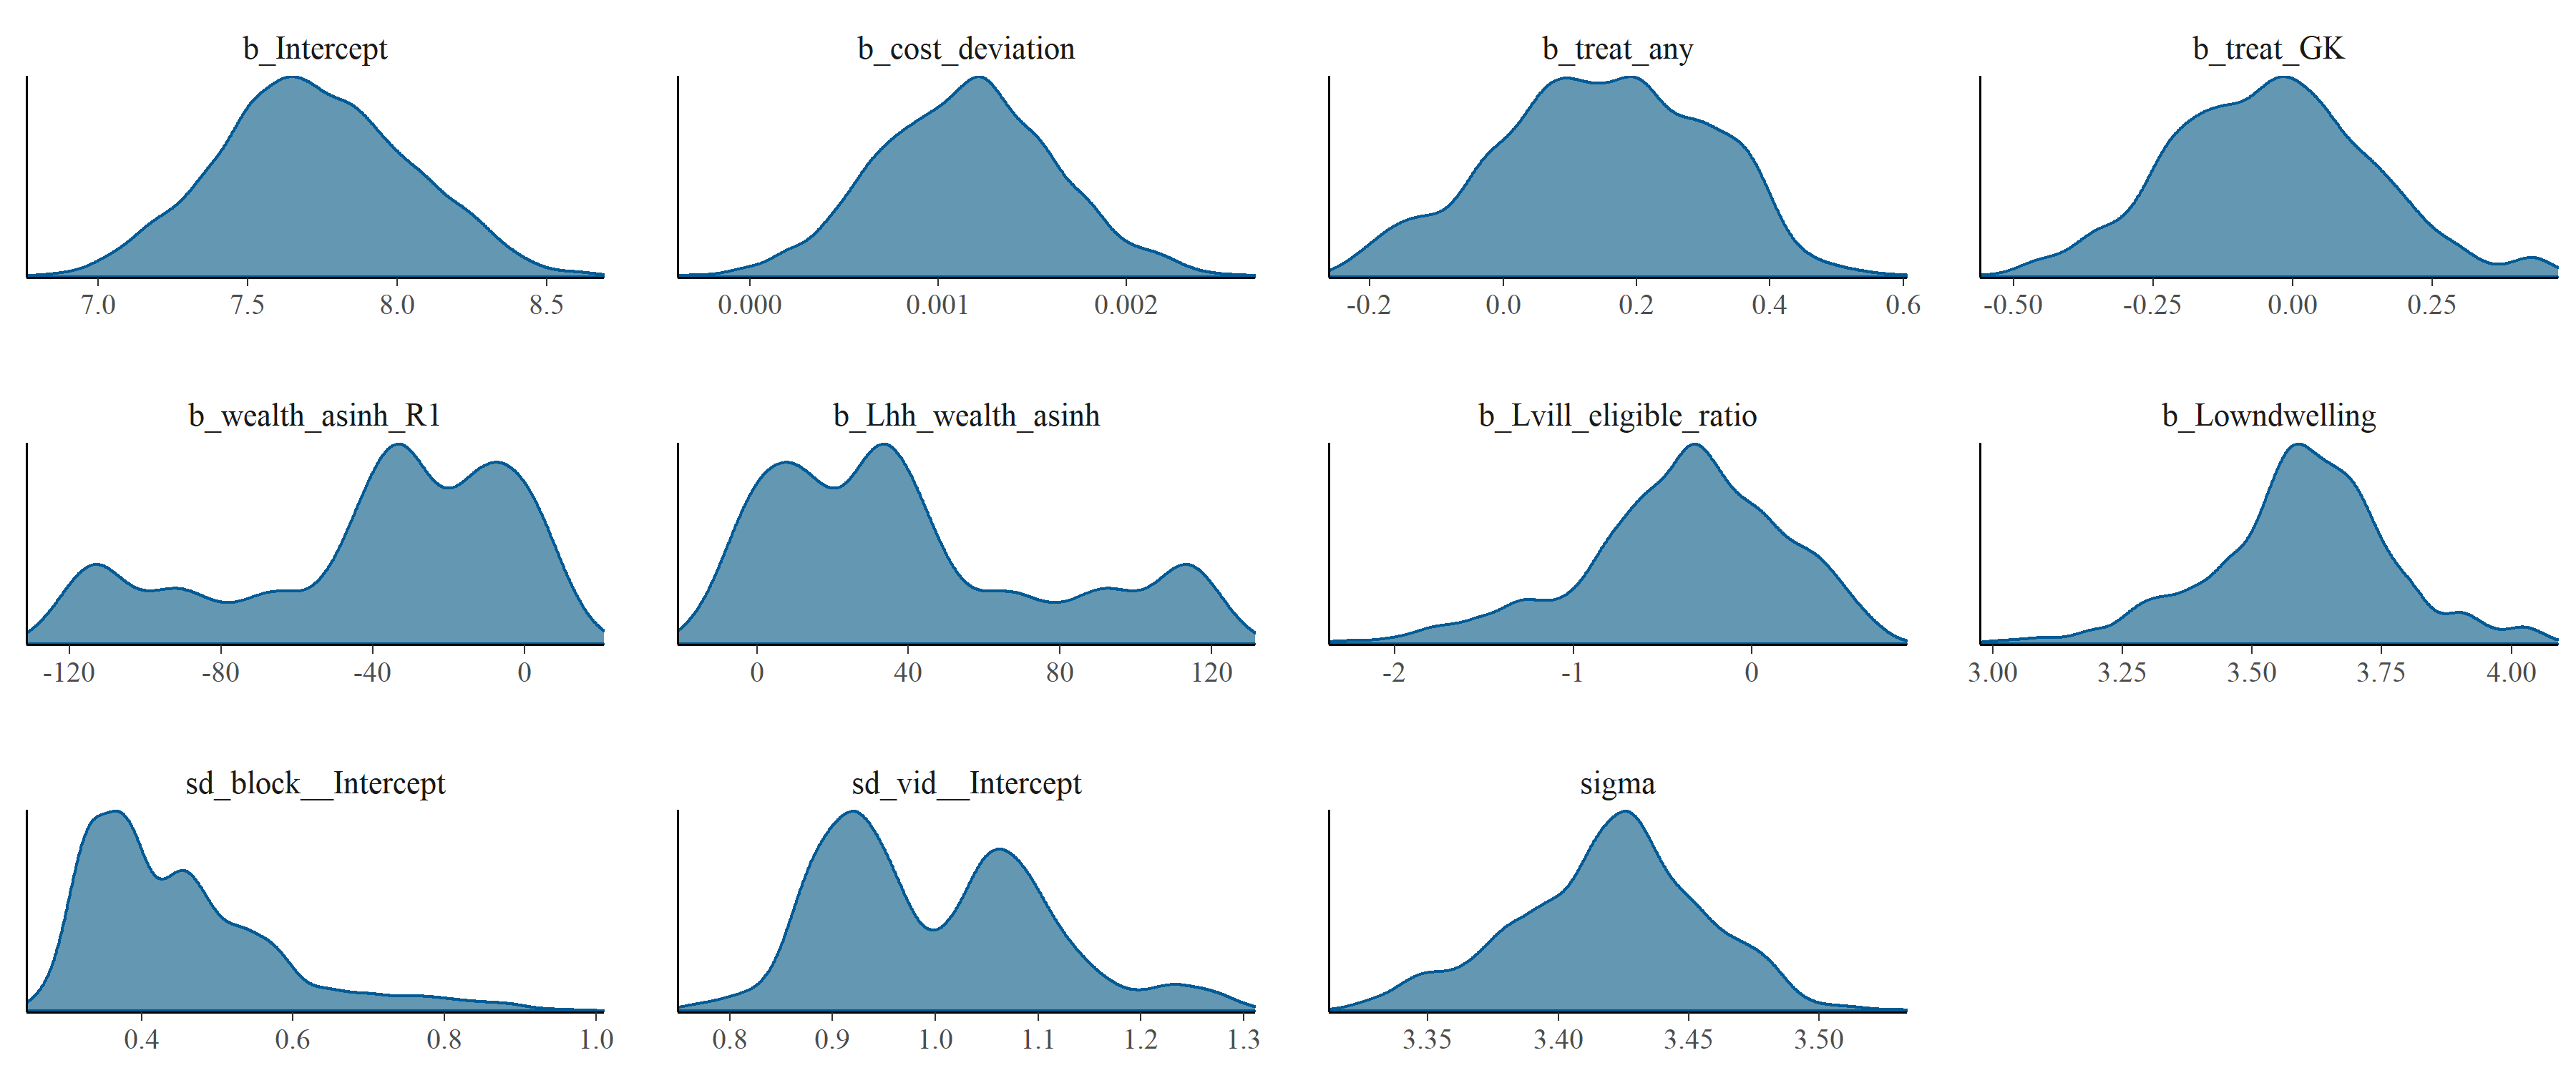 b_Intercept b_cost_deviation b_treat_any b_treat_GK
7.0 7.5 8.0 8.5 0.000 0.001 0.002 -0.2 0.0 0.2 0.4 0.6 -0.50 -0.25 0.00 0.25
b_wealth_asinh_R1 b_Lhh_wealth_asinh b_Lvill_eligible_ratio b_Lowndwelling
-120 -80 -40 0 0 40 80 120 -2 -1 0 3.00 3.25 3.50 3.75 4.00
sd_block__Intercept sd_vid__Intercept sigma
0.4 0.6 0.8 1.0 0.8 0.9 1.0 1.1 1.2 1.3 3.35 3.40 3.45 3.50